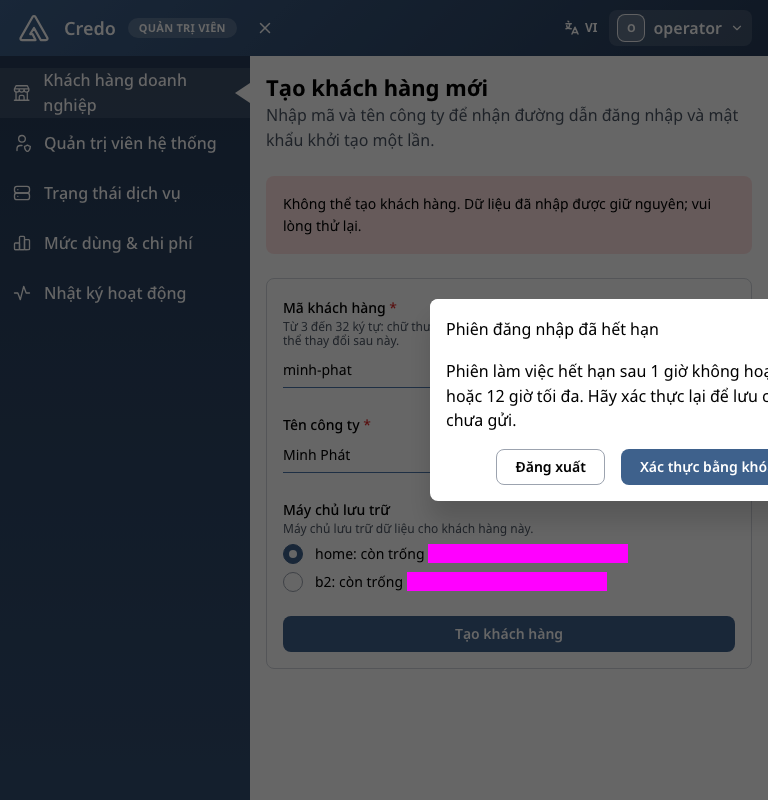 Credo
QUẢN TRỊ VIÊN
VI
O
operator
Khách hàng doanh
nghiệp
Quản trị viên hệ thống
Trạng thái dịch vụ
Mức dùng & chi phí
Nhật ký hoạt động
Tạo khách hàng mới
Nhập mã và tên công ty để nhận đường dẫn đăng nhập và mật
khẩu khởi tạo một lần.
Không thể tạo khách hàng. Dữ liệu đã nhập được giữ nguyên; vui
lòng thử lại.
Mã khách hàng *
Từ 3 đến 32 ký tự: chữ
thể thay đổi sau này.
minh-phat
Tên công ty *
Minh Phát
Phiên đăng nhập đã hết hạn
Phiên làm việc hết hạn sau 1 giờ không
hoặc 12 giờ tối đa. Hãy xác thực lại để lưu
chưa gửi.
Đăng xuất
Xác thực bằng
Máy chủ lưu trữ
Máy chủ lưu trữ dữ liệu cho khách hàng này.
home: còn trống
b2: còn trống
Tạo khách hàng